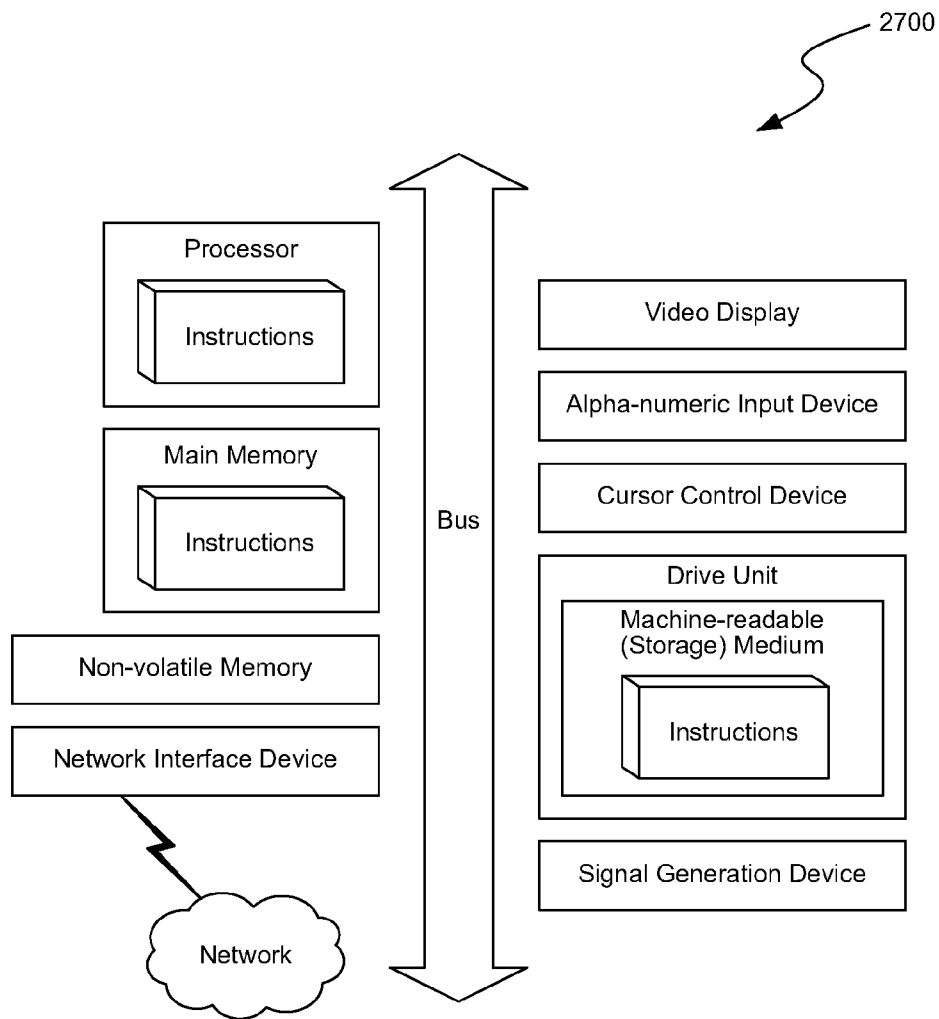 2700
Processor
Instructions
Main Memory
Instructions
Non-volatile Memory
Network Interface Device
Network
Bus
Video Display
Alpha-numeric Input Device
Cursor Control Device
Drive Unit
Machine-readable
(Storage) Medium
Instructions
Signal Generation Device